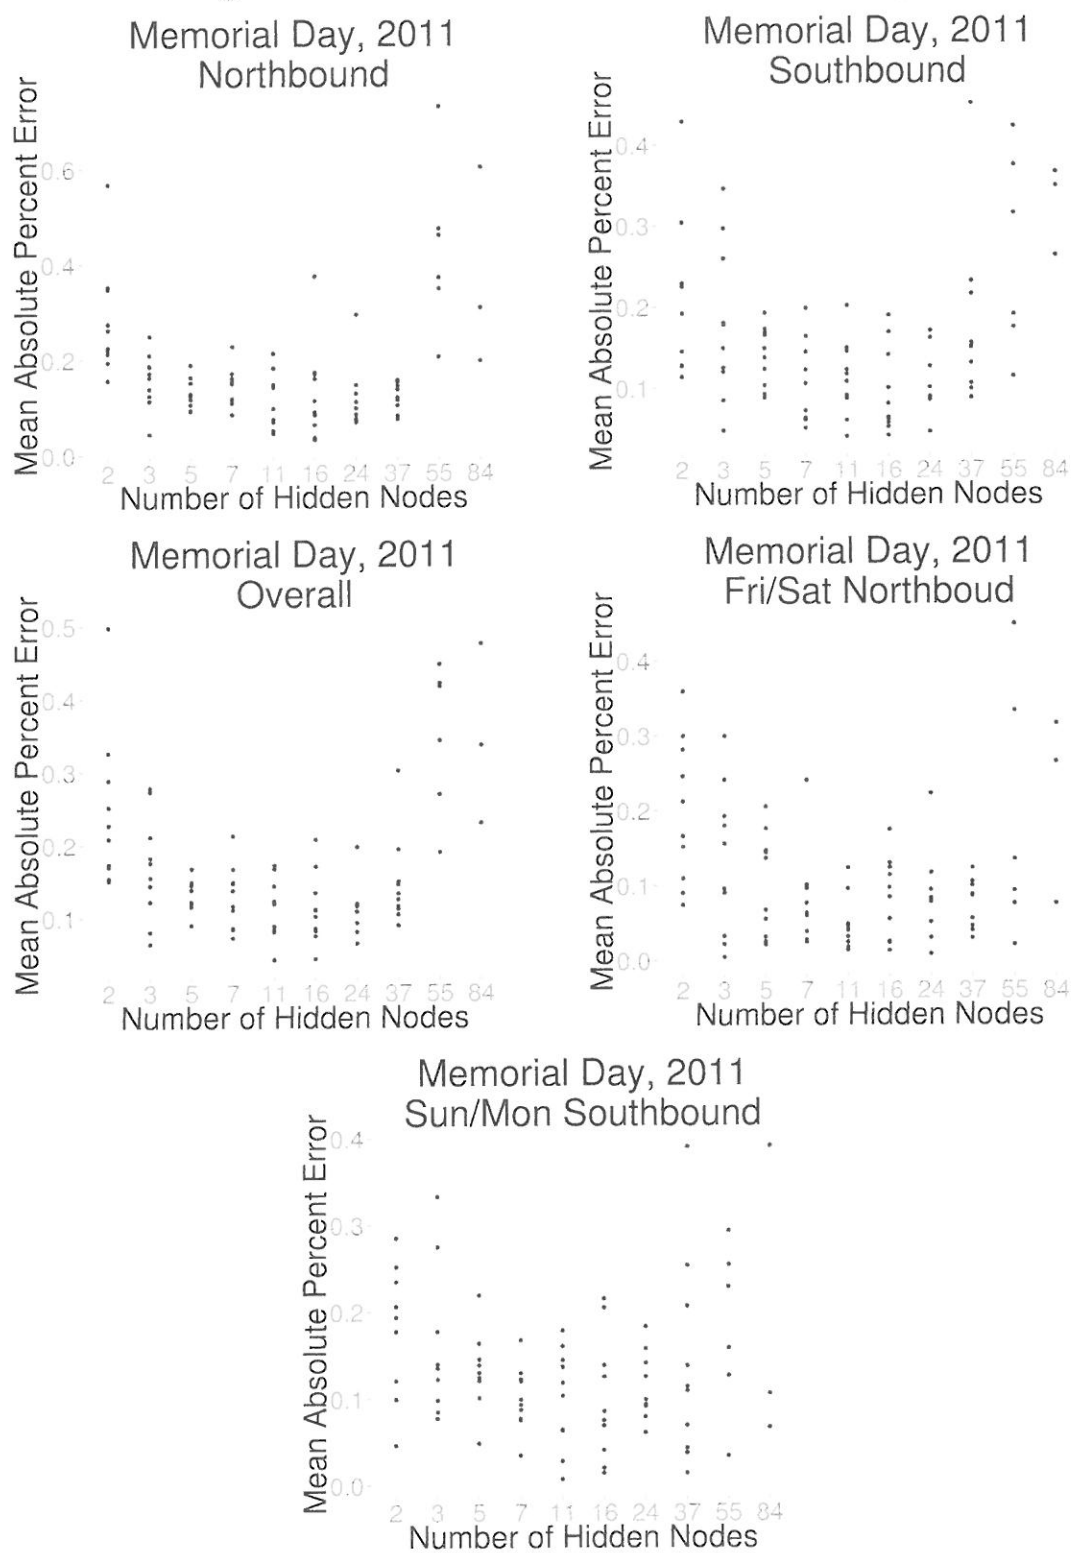 Memorial Day, 2011
Northbound
Mean Absolute Percent Error
0.6
0.4
0.2
0.0
2 3 5 7 11 16 24 37 55 84
Number of Hidden Nodes
Memorial Day, 2011
Southbound
Mean Absolute Percent Error
0.4
0.3
0.2
0.1
2 3 5 7 11 16 24 37 55 84
Number of Hidden Nodes
Memorial Day, 2011
Overall
Mean Absolute Percent Error
0.5
0.4
0.3
0.2
0.1
2 3 5 7 11 16 24 37 55 84
Number of Hidden Nodes
Memorial Day, 2011
Fri/Sat Northboud
Mean Absolute Percent Error
0.4
0.3
0.2
0.1
0.0
2 3 5 7 11 16 24 37 55 84
Number of Hidden Nodes
Memorial Day, 2011
Sun/Mon Southbound
Mean Absolute Percent Error
0.4
0.3
0.2
0.1
0.0
2 3 5 7 11 16 24 37 55 84
Number of Hidden Nodes